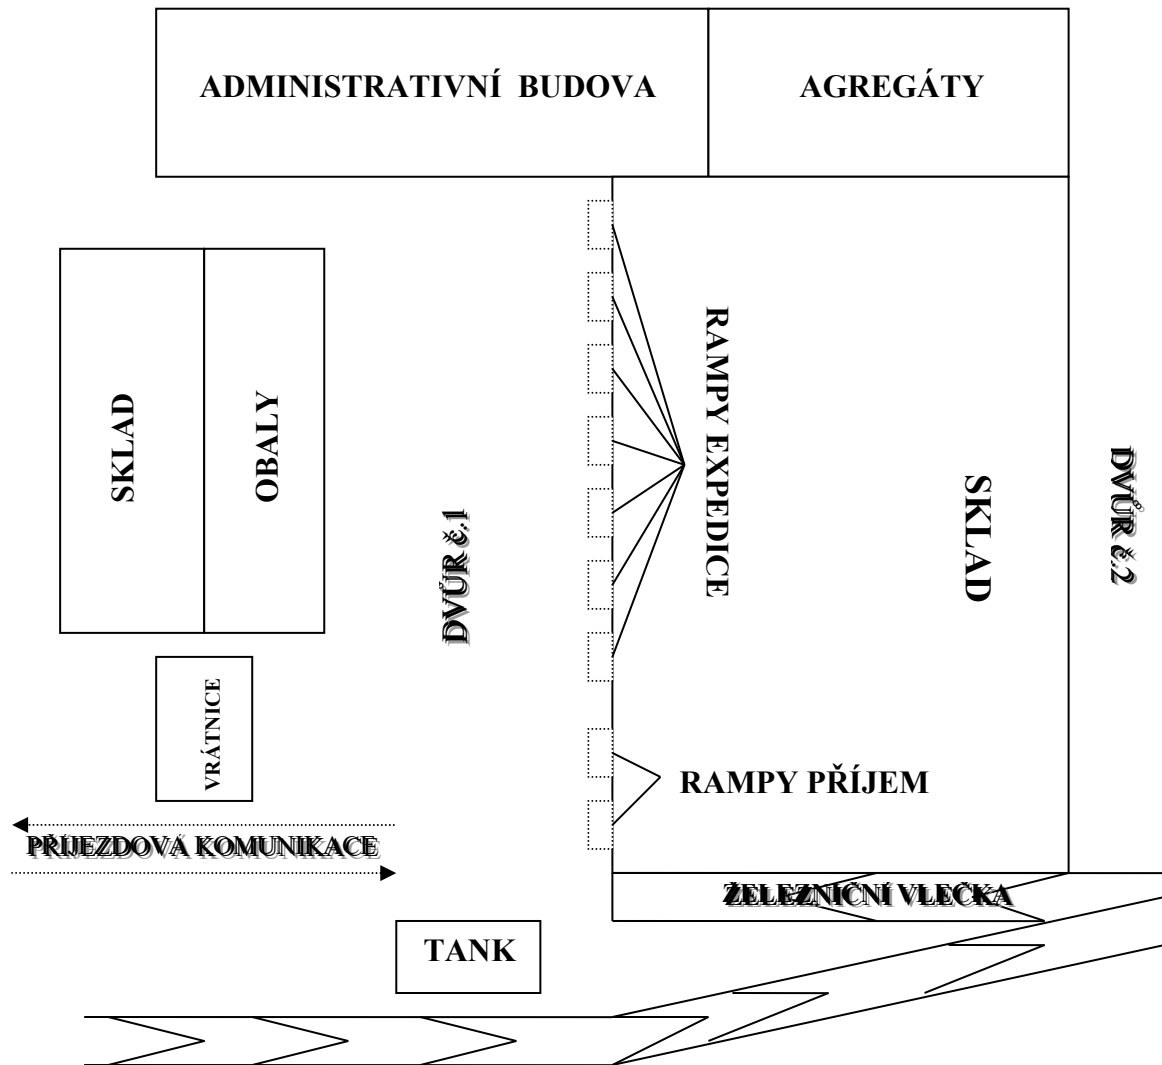 ADMINISTRATIVNÍ BUDOVA
AGREGÁTY
SKLAD
OBALY
DVŮR č.1
RAMPY EXPEDICE
SKLAD
DVŮR č.2
VRÁTNICE
RAMPY PŘÍJEM
PŘÍJEZDOVÁ KOMUNIKACE
ŽELEZNIČNÍ VLEČKA
TANK